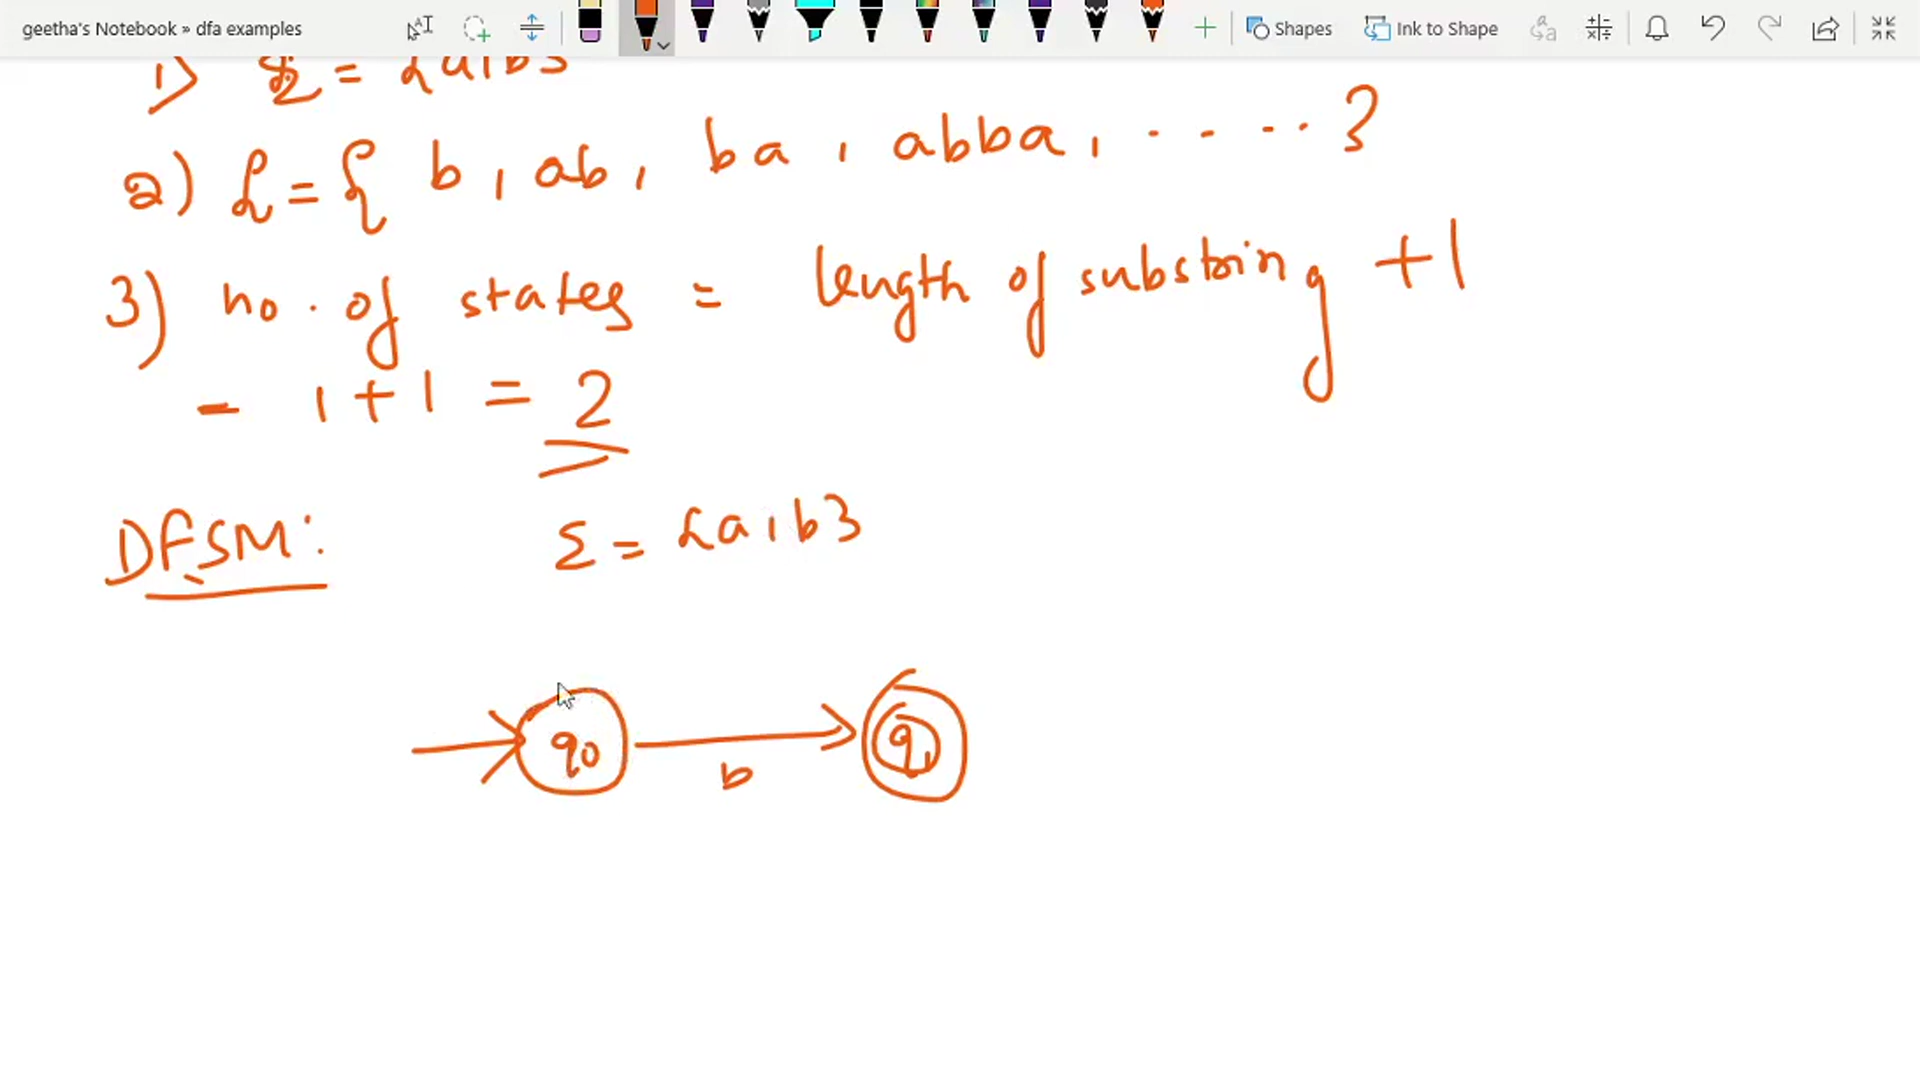 geetha's Notebook » dfa examples
Shapes
Ink to Shape
1) Σ = {a,b}
2) L = { b, ab, ba, abba, ..... }
3) no. of states = length of substring +1
- 1+1 = 2
DFSM: Σ = {a,b}
q0 b q1